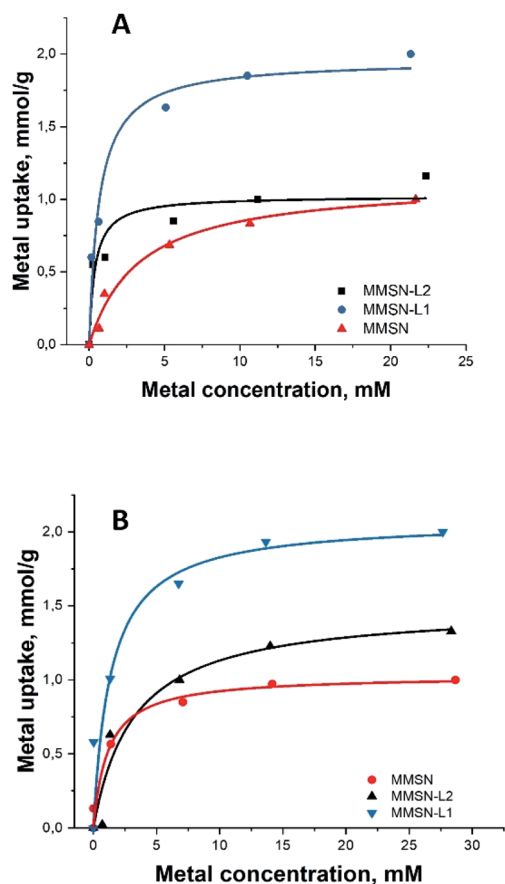 A
Metal uptake, mmol/g
2,0
1,5
1,0
0,5
0,0
MMSN-L2
MMSN-L1
MMSN
0 5 10 15 20 25
Metal concentration, mM
B
Metal uptake, mmol/g
2,0
1,5
1,0
0,5
0,0
MMSN
MMSN-L2
MMSN-L1
0 5 10 15 20 25 30
Metal concentration, mM